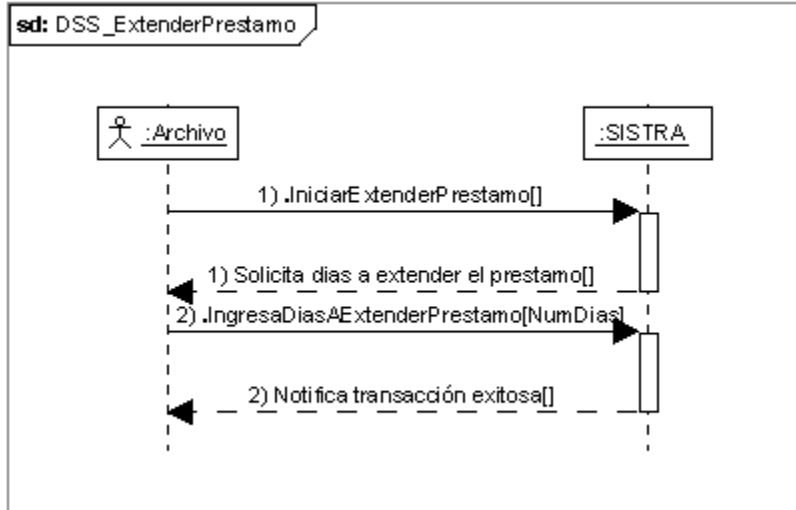 sd: DSS_ExtenderPrestamo
:Archivo
:SISTRA
1) .IniciarExtenderPrestamo[]
1) Solicita dias a extender el prestamo[]
2) .IngresaDiasAExtenderPrestamo[NumDias]
2) Notifica transacción exitosa[]